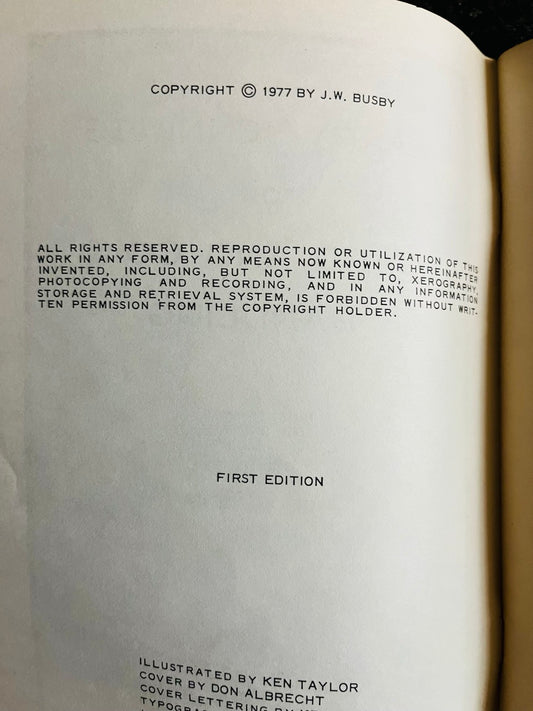 COPYRIGHT © 1977 BY J.W. BUSBY
ALL RIGHTS RESERVED. REPRODUCTION OR UTILIZATION OF THIS
WORK IN ANY FORM, BY ANY MEANS NOW KNOWN OR HEREINAFTER
INVENTED, INCLUDING, BUT NOT LIMITED TO, XEROGRAPHY,
PHOTOCOPYING AND RECORDING, AND IN ANY INFORMATION
STORAGE AND RETRIEVAL SYSTEM, IS FORBIDDEN WITHOUT WRIT-
TEN PERMISSION FROM THE COPYRIGHT HOLDER.
FIRST EDITION
ILLUSTRATED BY KEN TAYLOR
COVER BY DON ALBRECHT
COVER LETTERING BY